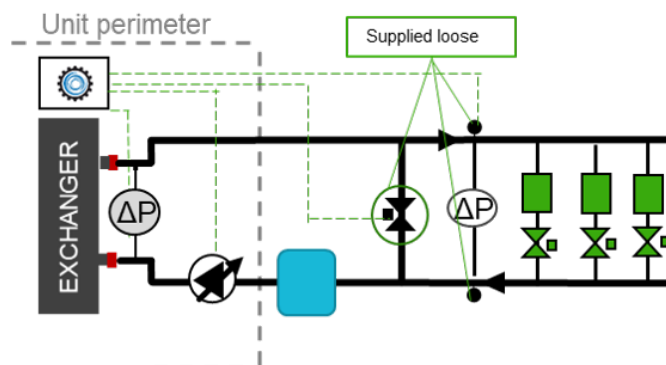 Unit perimeter
Supplied loose
EXCHANGER
ΔP
ΔP